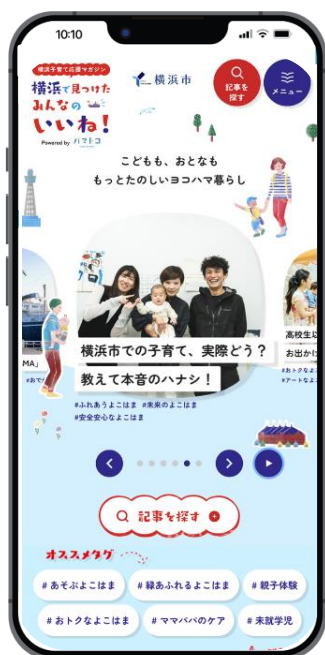 10:10
横浜子育て応援マガジン
横浜で見つけた
みんなの
いいね!
Powered by ハマトコ
横浜市
記事を
探す
メニュー
こどもも、おとなも
もっとたのしいヨコハマ暮らし
横浜市での子育て、実際どう?
教えて本音のハナシ!
#ふれあうよこはま #未来のよこはま
#安全安心なよこは
MA」
#おで
高校生以
お出か
#おトクなよこ
#アートなよこ
記事を探す
オススメタグ
# あそぶよこはま
# 緑あふれるよこはま
# 親子体験
# おトクなよこはま
# ママパパのケア
# 未就学児